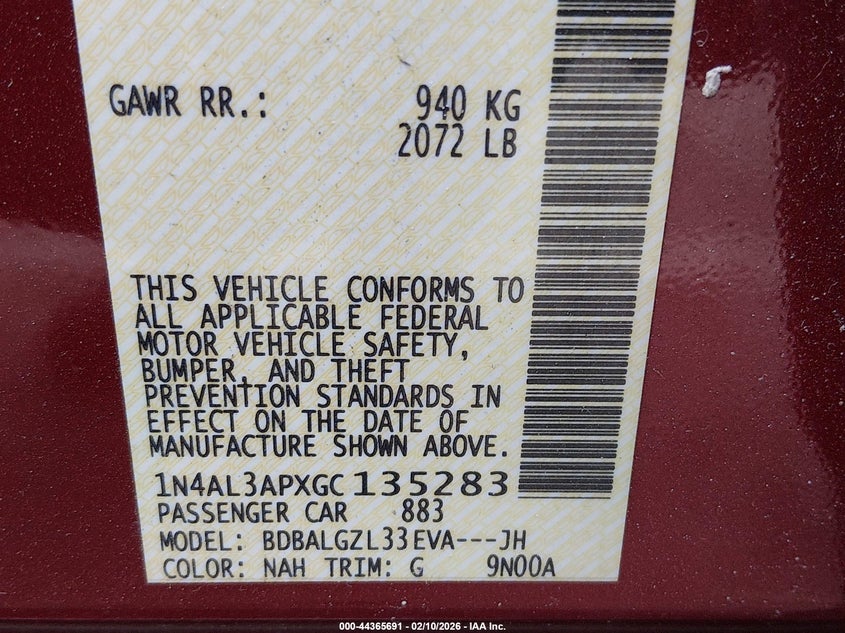 GAWR RR.: 940 KG
2072 LB
THIS VEHICLE CONFORMS TO
ALL APPLICABLE FEDERAL
MOTOR VEHICLE SAFETY,
BUMPER, AND THEFT
PREVENTION STANDARDS IN
EFFECT ON THE DATE OF
MANUFACTURE SHOWN ABOVE.
1N4AL3APXGC135283
PASSENGER CAR 883
MODEL: BDBALGZL33EVA---JH
COLOR: NAH TRIM: G 9N00A
000-44365691 - 02/10/2026 - IAA Inc.